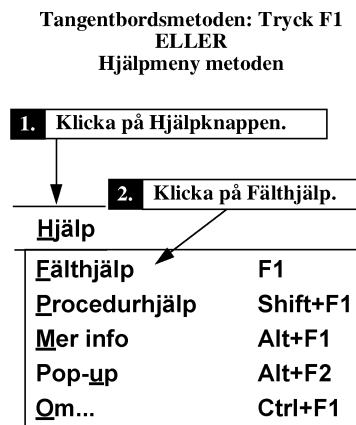 Tangentbordsmetoden: Tryck F1
ELLER
Hjälpmeny metoden
1. Klicka på Hjälpknappen.
2. Klicka på Fälthjälp.
Hjälp
Fälthjälp F1
Procedurhjälp Shift+F1
Mer info Alt+F1
Pop-up Alt+F2
Om... Ctrl+F1